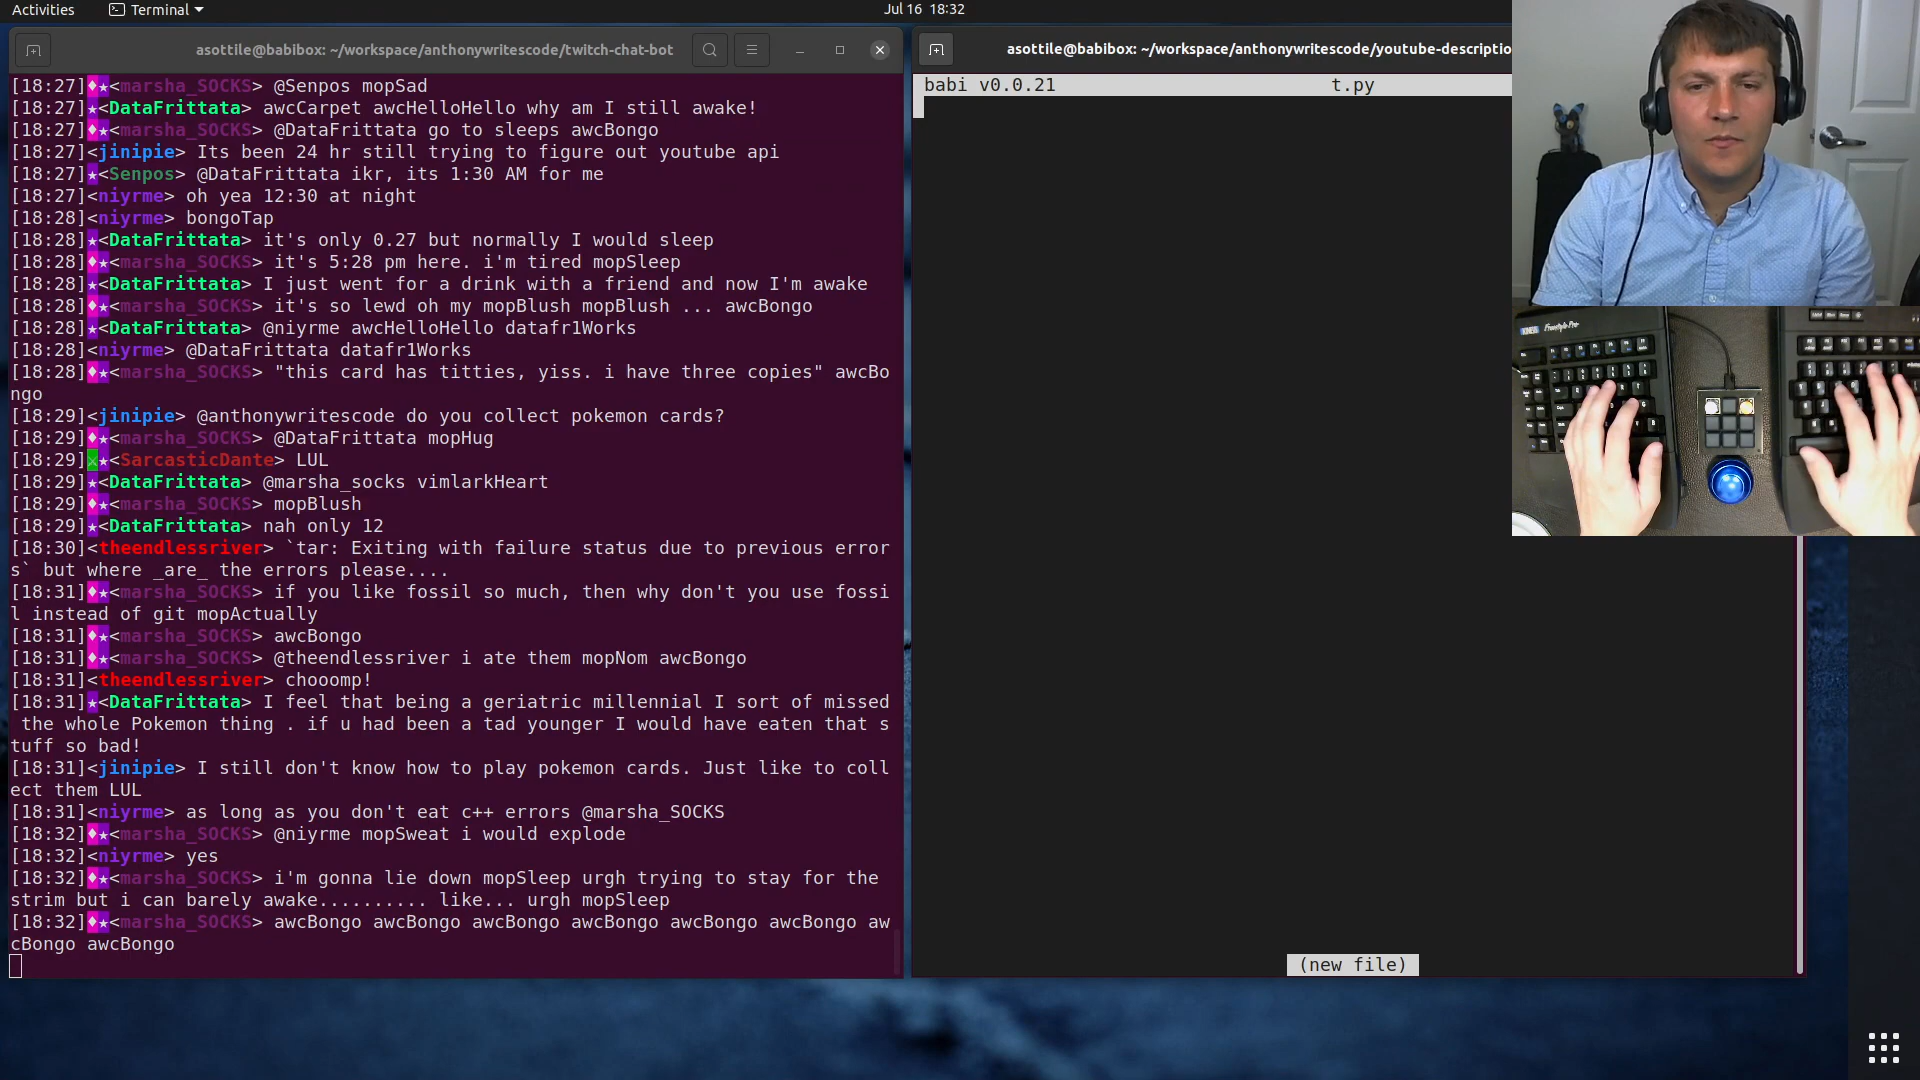 Activities
Terminal
Jul 16 18:32
asottile@babibox: ~/workspace/anthonywritescode/twitch-chat-bot
[18:27]♦★<marsha_SOCKS> @Senpos mopSad
[18:27]★<DataFrittata> awcCarpet awcHelloHello why am I still awake!
[18:27]♦★<marsha_SOCKS> @DataFrittata go to sleeps awcBongo
[18:27]<jinipie> Its been 24 hr still trying to figure out youtube api
[18:27]★<Senpos> @DataFrittata ikr, its 1:30 AM for me
[18:27]<niyrme> oh yea 12:30 at night
[18:28]<niyrme> bongoTap
[18:28]★<DataFrittata> it's only 0.27 but normally I would sleep
[18:28]♦★<marsha_SOCKS> it's 5:28 pm here. i'm tired mopSleep
[18:28]★<DataFrittata> I just went for a drink with a friend and now I'm awake
[18:28]♦★<marsha_SOCKS> it's so lewd oh my mopBlush mopBlush ... awcBongo
[18:28]★<DataFrittata> @niyrme awcHelloHello datafr1Works
[18:28]<niyrme> @DataFrittata datafr1Works
[18:28]♦★<marsha_SOCKS> "this card has titties, yiss. i have three copies" awcBo
ngo
[18:29]<jinipie> @anthonywritescode do you collect pokemon cards?
[18:29]♦★<marsha_SOCKS> @DataFrittata mopHug
[18:29]⚔★<SarcasticDante> LUL
[18:29]★<DataFrittata> @marsha_socks vimlarkHeart
[18:29]♦★<marsha_SOCKS> mopBlush
[18:29]★<DataFrittata> nah only 12
[18:30]<theendlessriver> `tar: Exiting with failure status due to previous error
s` but where _are_ the errors please....
[18:31]♦★<marsha_SOCKS> if you like fossil so much, then why don't you use fossi
l instead of git mopActually
[18:31]♦★<marsha_SOCKS> awcBongo
[18:31]♦★<marsha_SOCKS> @theendlessriver i ate them mopNom awcBongo
[18:31]<theendlessriver> chooomp!
[18:31]★<DataFrittata> I feel that being a geriatric millennial I sort of missed
the whole Pokemon thing . if u had been a tad younger I would have eaten that s
tuff so bad!
[18:31]<jinipie> I still don't know how to play pokemon cards. Just like to coll
ect them LUL
[18:31]<niyrme> as long as you don't eat c++ errors @marsha_SOCKS
[18:32]♦★<marsha_SOCKS> @niyrme mopSweat i would explode
[18:32]<niyrme> yes
[18:32]♦★<marsha_SOCKS> i'm gonna lie down mopSleep urgh trying to stay for the
strim but i can barely awake.......... like... urgh mopSleep
[18:32]♦★<marsha_SOCKS> awcBongo awcBongo awcBongo awcBongo awcBongo awcBongo aw
cBongo awcBongo
asottile@babibox: ~/workspace/anthonywritescode/youtube-descriptio
babi v0.0.21 t.py
(new file)
Freestyle Pro